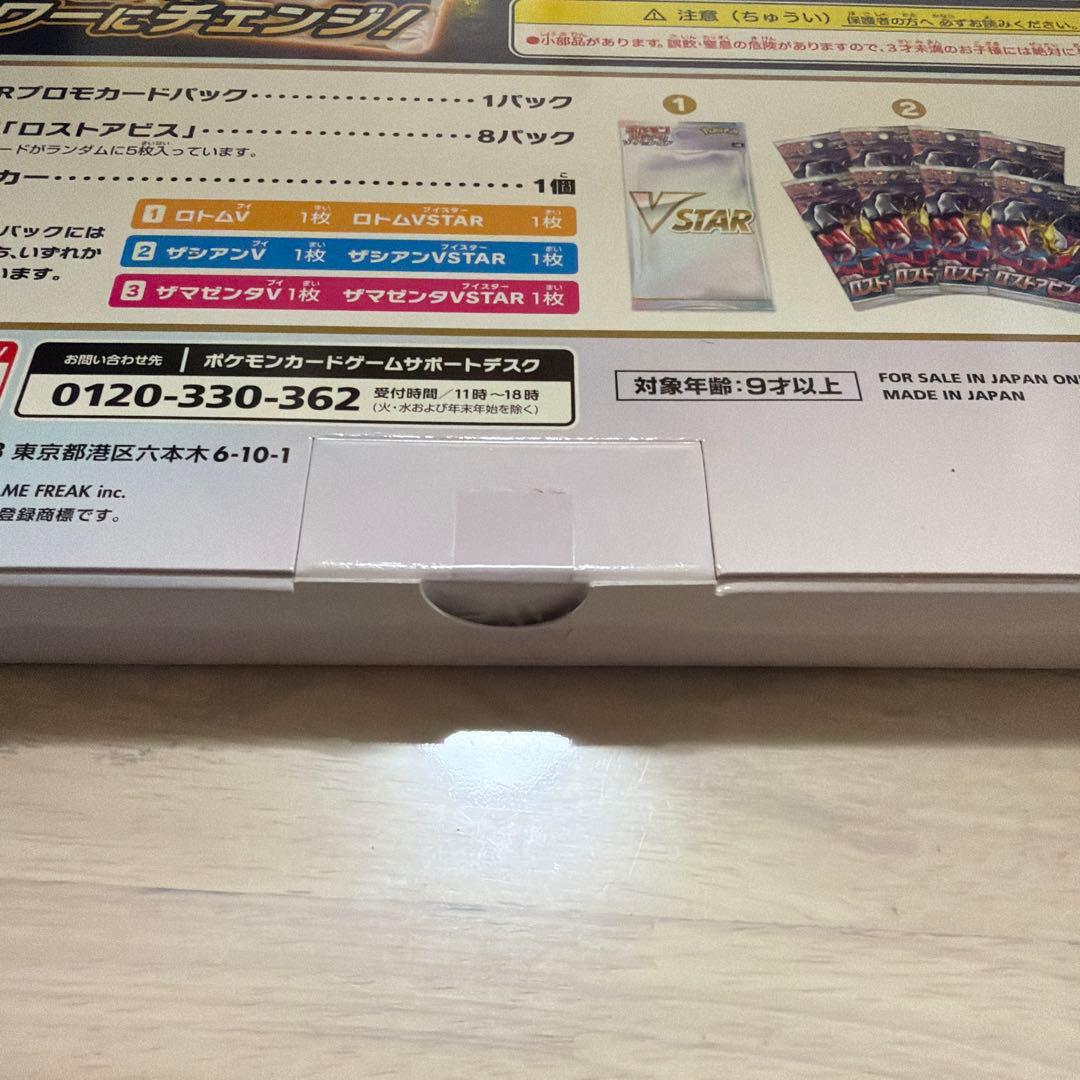 ワーにチェンジ!
⚠ 注意（ちゅうい） 保護者の方へ 必ずお読みください。
●小部品があります。誤飲・窒息の危険がありますので、3才未満のお子様には絶対に
Rプロモカードパック・・・・・・・・・・・・・・・・・・1パック
「ロストアビス」・・・・・・・・・・・・・・・・・・・・・8パック
ードがランダムに5枚入っています。
カー・・・・・・・・・・・・・・・・・・・・・・・・・・・・・・1個
パックには
ち、いずれか
います。
1 ロトムV 1枚 ロトムVSTAR 1枚
2 ザシアンV 1枚 ザシアンVSTAR 1枚
3 ザマゼンタV 1枚 ザマゼンタVSTAR 1枚
1
VSTAR
2
ロスト
ロスト
ロスト
ロストアビス
お問い合わせ先 ポケモンカードゲームサポートデスク
0120-330-362 受付時間／11時～18時
(火・水および年末年始を除く)
対象年齢:9才以上
FOR SALE IN JAPAN ON
MADE IN JAPAN
東京都港区六本木6-10-1
ME FREAK inc.
登録商標です。